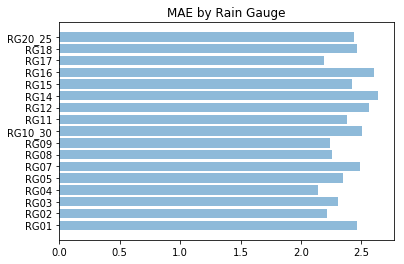 MAE by Rain Gauge
RG20_25
RG18
RG17
RG16
RG15
RG14
RG12
RG11
RG10_30
RG09
RG08
RG07
RG05
RG04
RG03
RG02
RG01
0.0 0.5 1.0 1.5 2.0 2.5